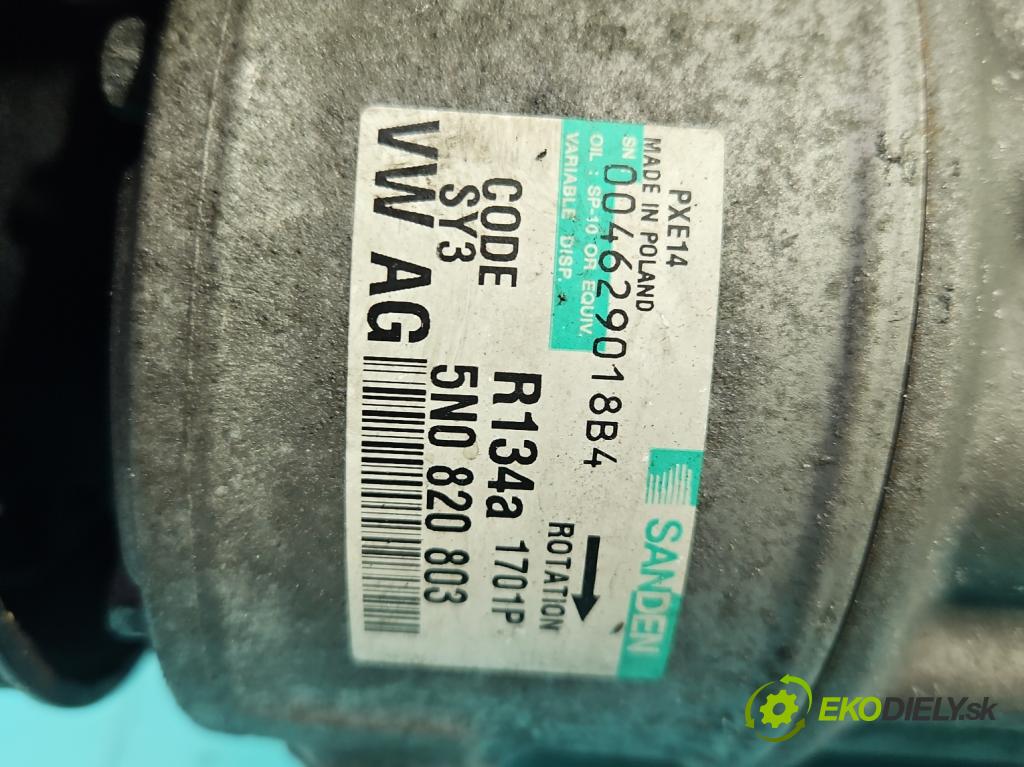 PXE14
MADE IN POLAND
SN 004629018B4
OIL : SP-10 OR EQUIV.
VARIABLE DISP.
SANDEN
ROTATION
CODE R134a 1701P
SY3
VW AG 5N0 820 803
EKODIELY.sk